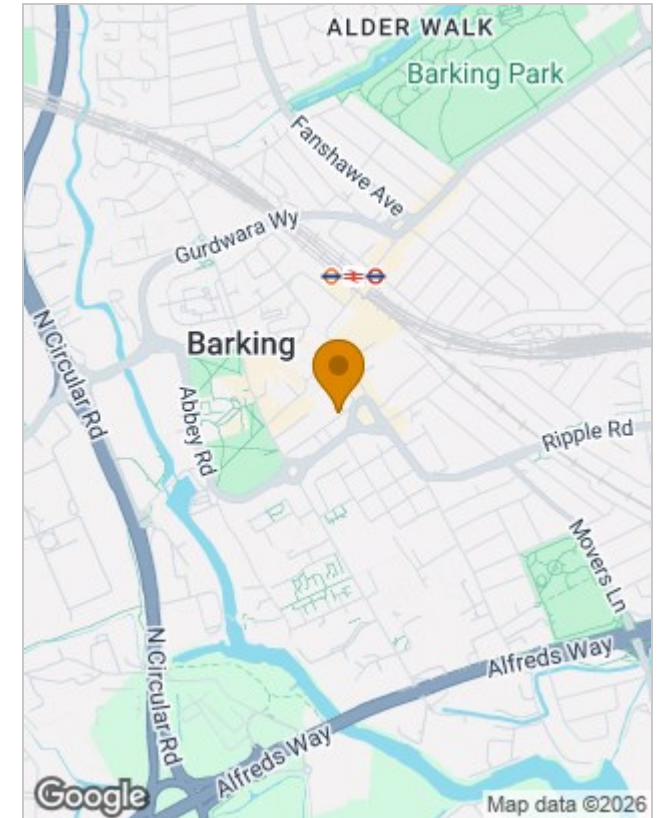 ALDER WALK
Barking Park
Fanshawe Ave
Gurdwara Wy
Barking
N Circular Rd
Abbey Rd
Ripple Rd
Movers Ln
N Circular Rd
Alfreds Way
Alfreds Way
Google
Map data ©2026